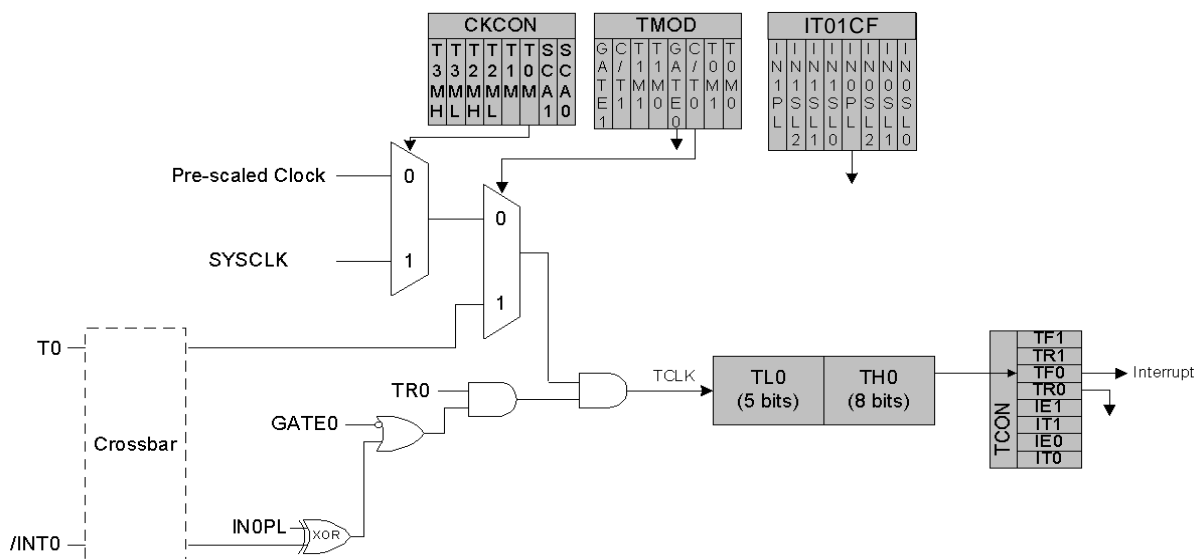 CKCON
TMOD
IT01CF
T3MH
T3ML
T2MH
T2ML
T1M
T0M
SCA1
SCA0
GATE1
C/T1
T1M1
T1M0
GATE0
C/T0
T0M1
T0M0
IN1PL
IN1SL2
IN1SL1
IN1SL0
IN0PL
IN0SL2
IN0SL1
IN0SL0
Pre-scaled Clock
0
0
SYSCLK
1
1
T0
TR0
GATE0
Crossbar
IN0PL
XOR
/INT0
TCLK
TL0
(5 bits)
TH0
(8 bits)
TCON
TF1
TR1
TF0
TR0
IE1
IT1
IE0
IT0
Interrupt